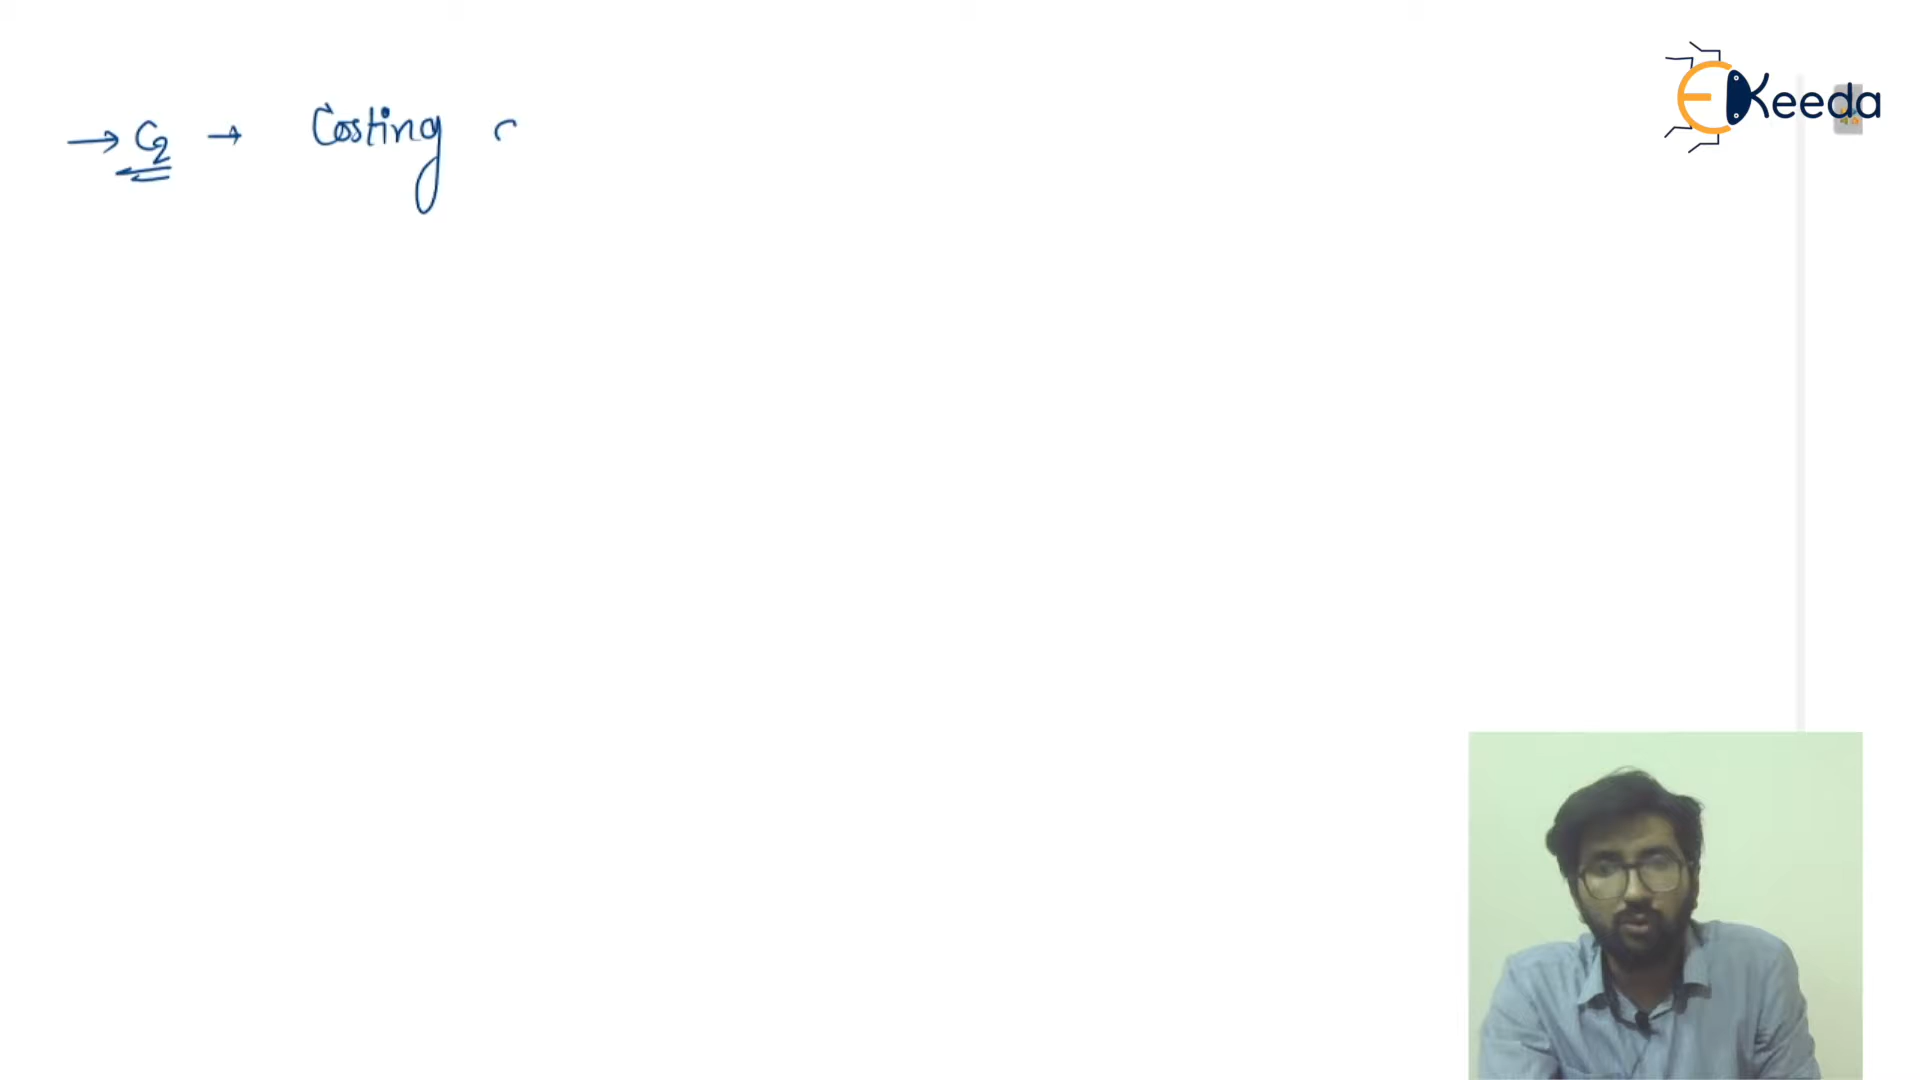 → C2 → Costing
EKeeda